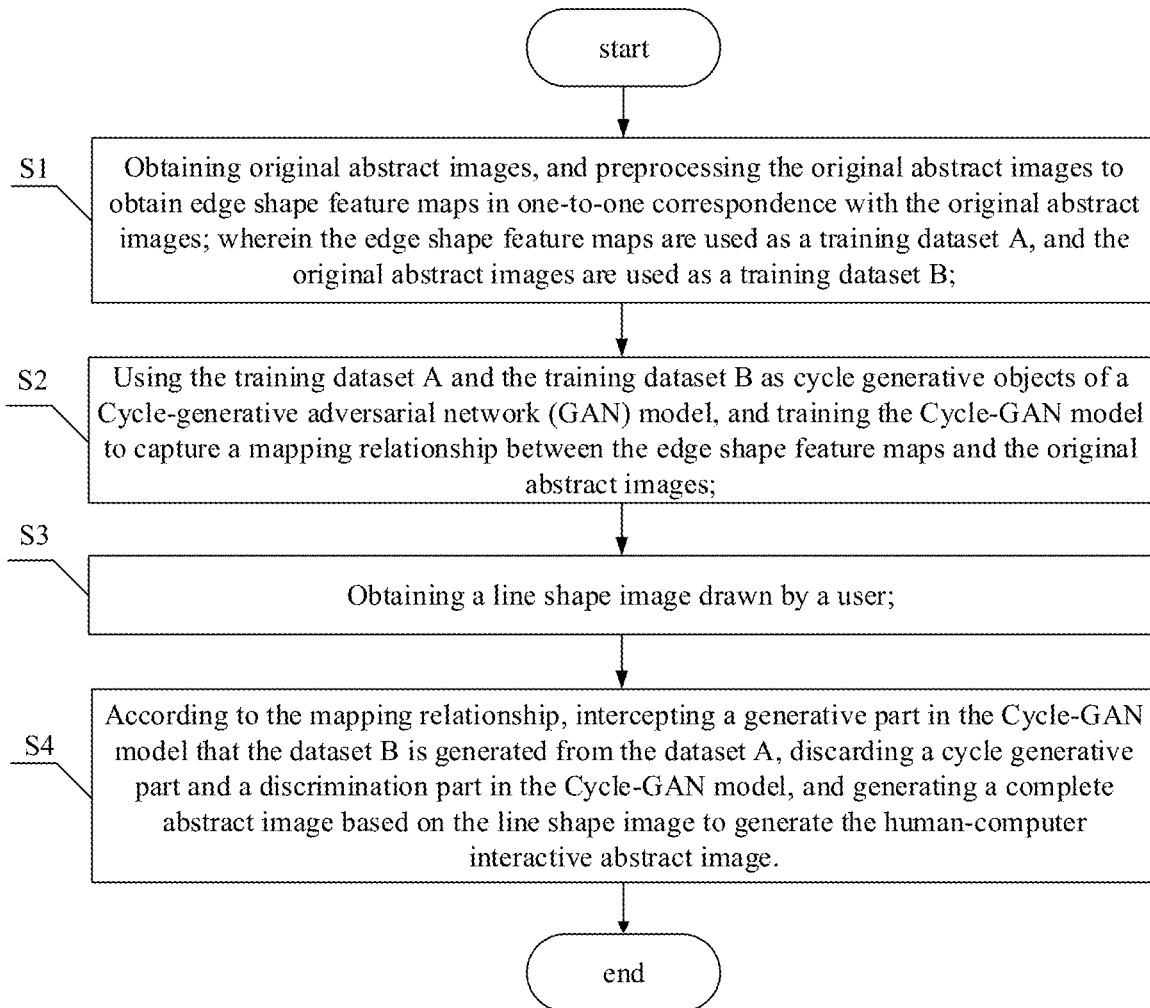 start
S1
Obtaining original abstract images, and preprocessing the original abstract images to
obtain edge shape feature maps in one-to-one correspondence with the original abstract
images; wherein the edge shape feature maps are used as a training dataset A, and the
original abstract images are used as a training dataset B;
S2
Using the training dataset A and the training dataset B as cycle generative objects of a
Cycle-generative adversarial network (GAN) model, and training the Cycle-GAN model
to capture a mapping relationship between the edge shape feature maps and the original
abstract images;
S3
Obtaining a line shape image drawn by a user;
S4
According to the mapping relationship, intercepting a generative part in the Cycle-GAN
model that the dataset B is generated from the dataset A, discarding a cycle generative
part and a discrimination part in the Cycle-GAN model, and generating a complete
abstract image based on the line shape image to generate the human-computer
interactive abstract image.
end